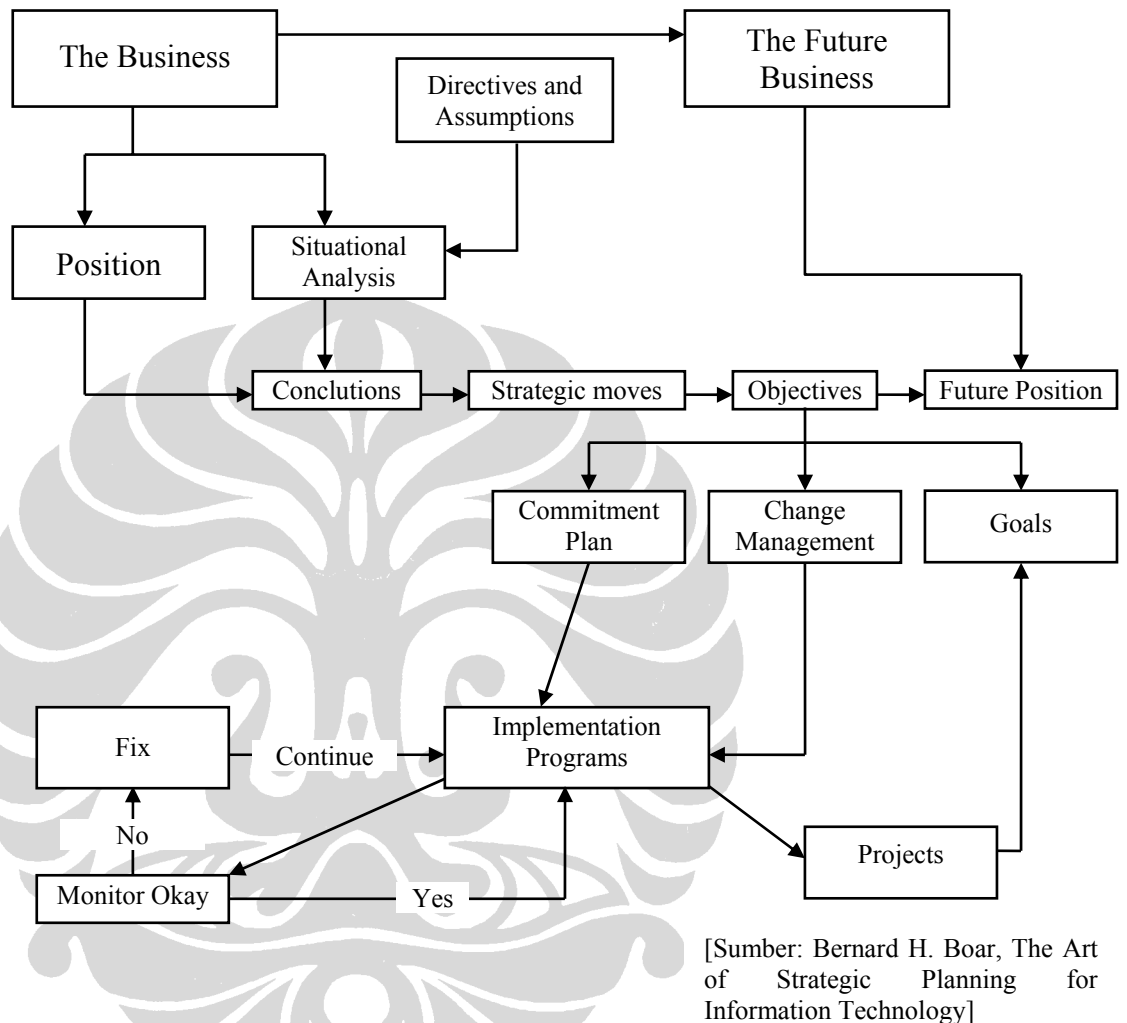 The Business
The Future
Business
Directives and
Assumptions
Position
Situational
Analysis
Conclutions
Strategic moves
Objectives
Future Position
Commitment
Plan
Change
Management
Goals
Fix
Continue
Implementation
Programs
No
Projects
Monitor Okay
Yes
[Sumber: Bernard H. Boar, The Art
of Strategic Planning for
Information Technology]